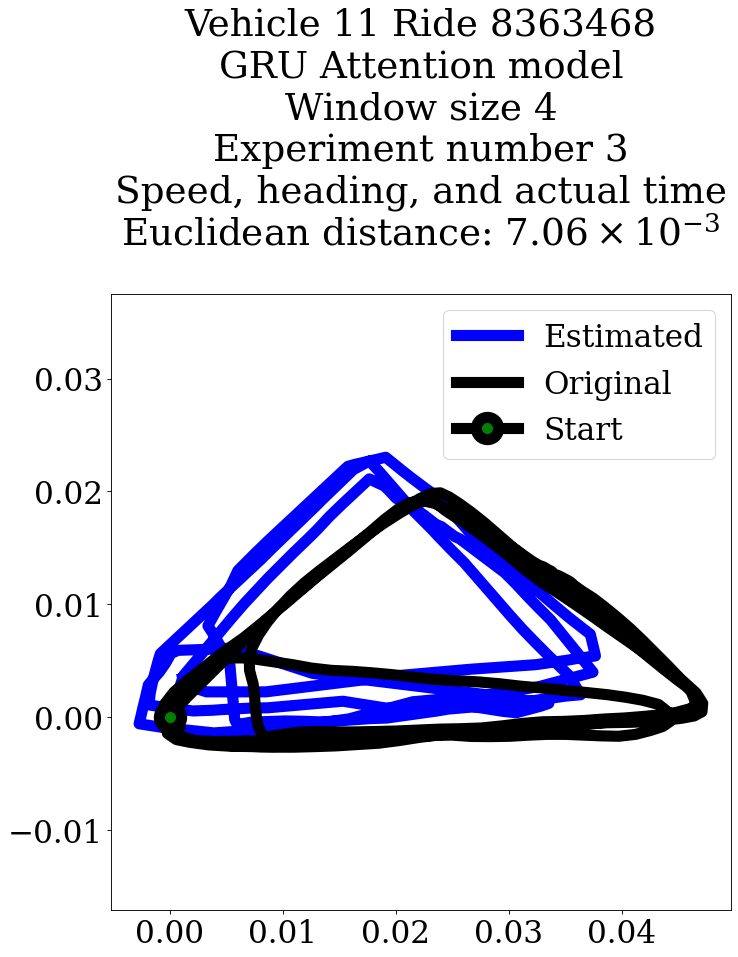 Vehicle 11 Ride 8363468
GRU Attention model
Window size 4
Experiment number 3
Speed, heading, and actual time
Euclidean distance: 7.06 × 10⁻³
Estimated
Original
Start
0.03
0.02
0.01
0.00
−0.01
0.00 0.01 0.02 0.03 0.04